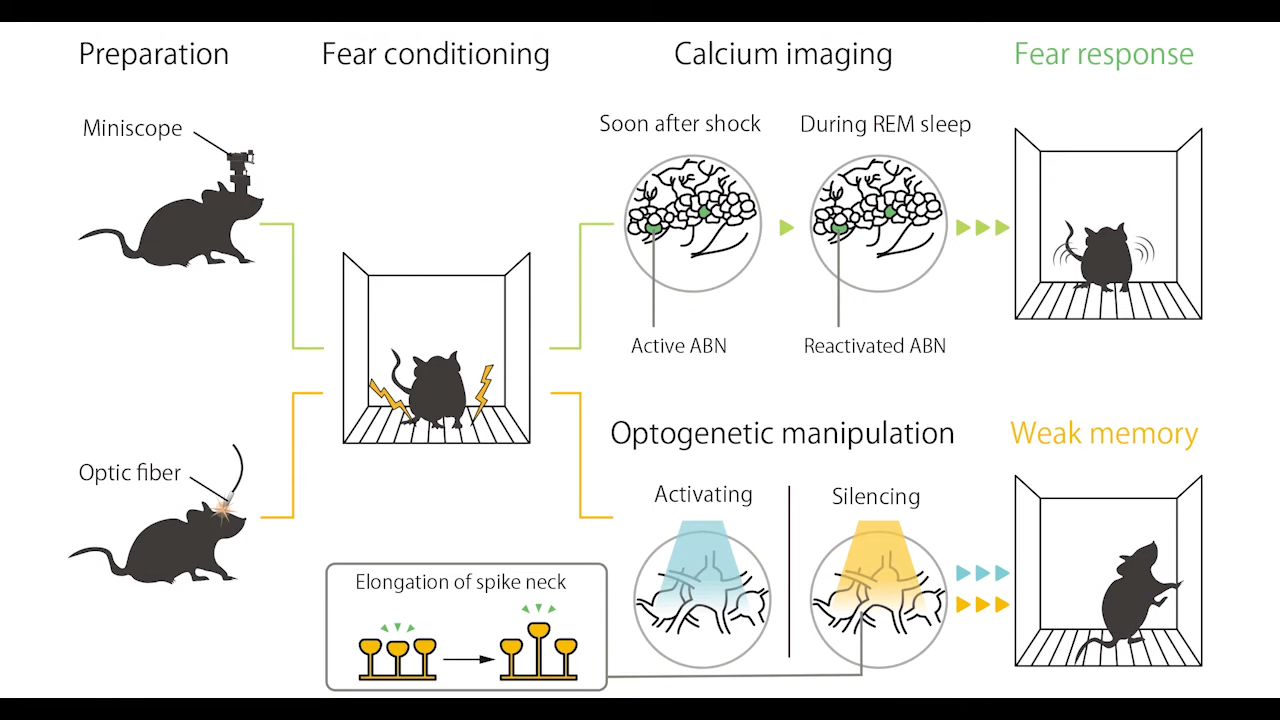 Preparation
Fear conditioning
Calcium imaging
Fear response
Miniscope
Soon after shock
During REM sleep
Active ABN
Reactivated ABN
Optogenetic manipulation
Weak memory
Optic fiber
Activating
Silencing
Elongation of spike neck